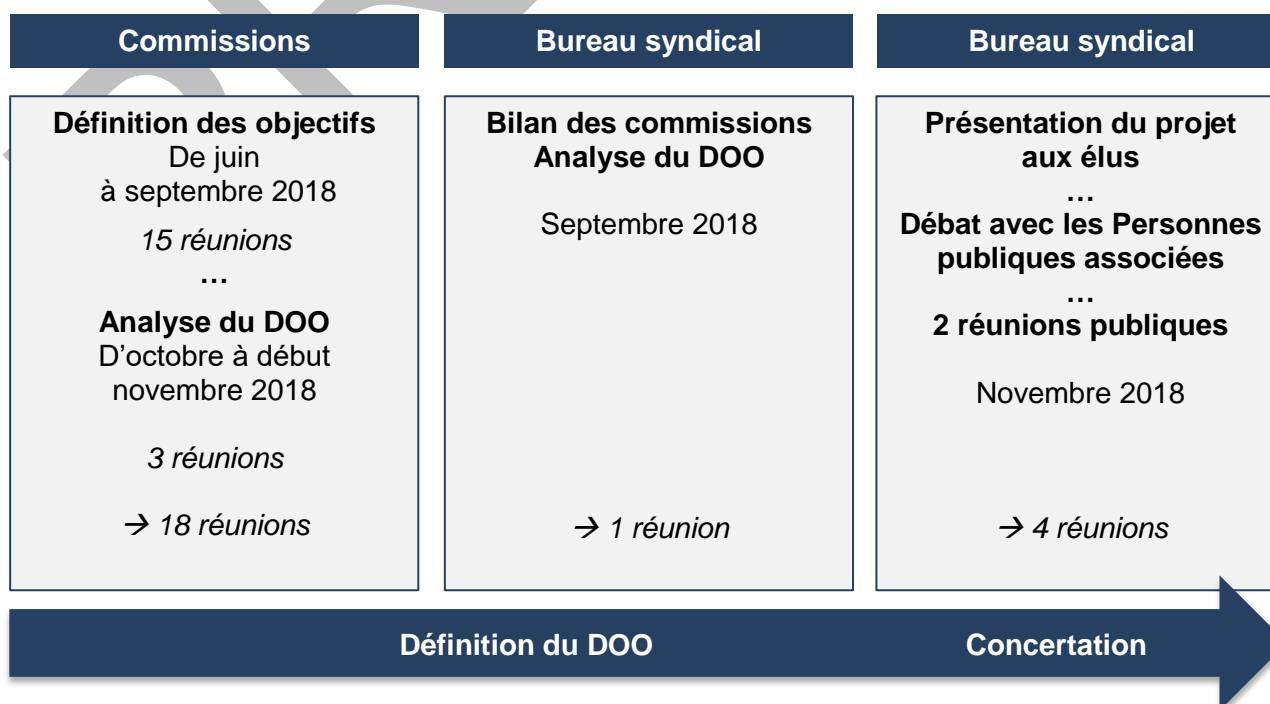 Commissions
Définition des objectifs
De juin
à septembre 2018
15 réunions
…
Analyse du DOO
D'octobre à début
novembre 2018
3 réunions
→ 18 réunions
Bureau syndical
Bilan des commissions
Analyse du DOO
Septembre 2018
→ 1 réunion
Bureau syndical
Présentation du projet
aux élus
…
Débat avec les Personnes
publiques associées
…
2 réunions publiques
Novembre 2018
→ 4 réunions
Définition du DOO
Concertation